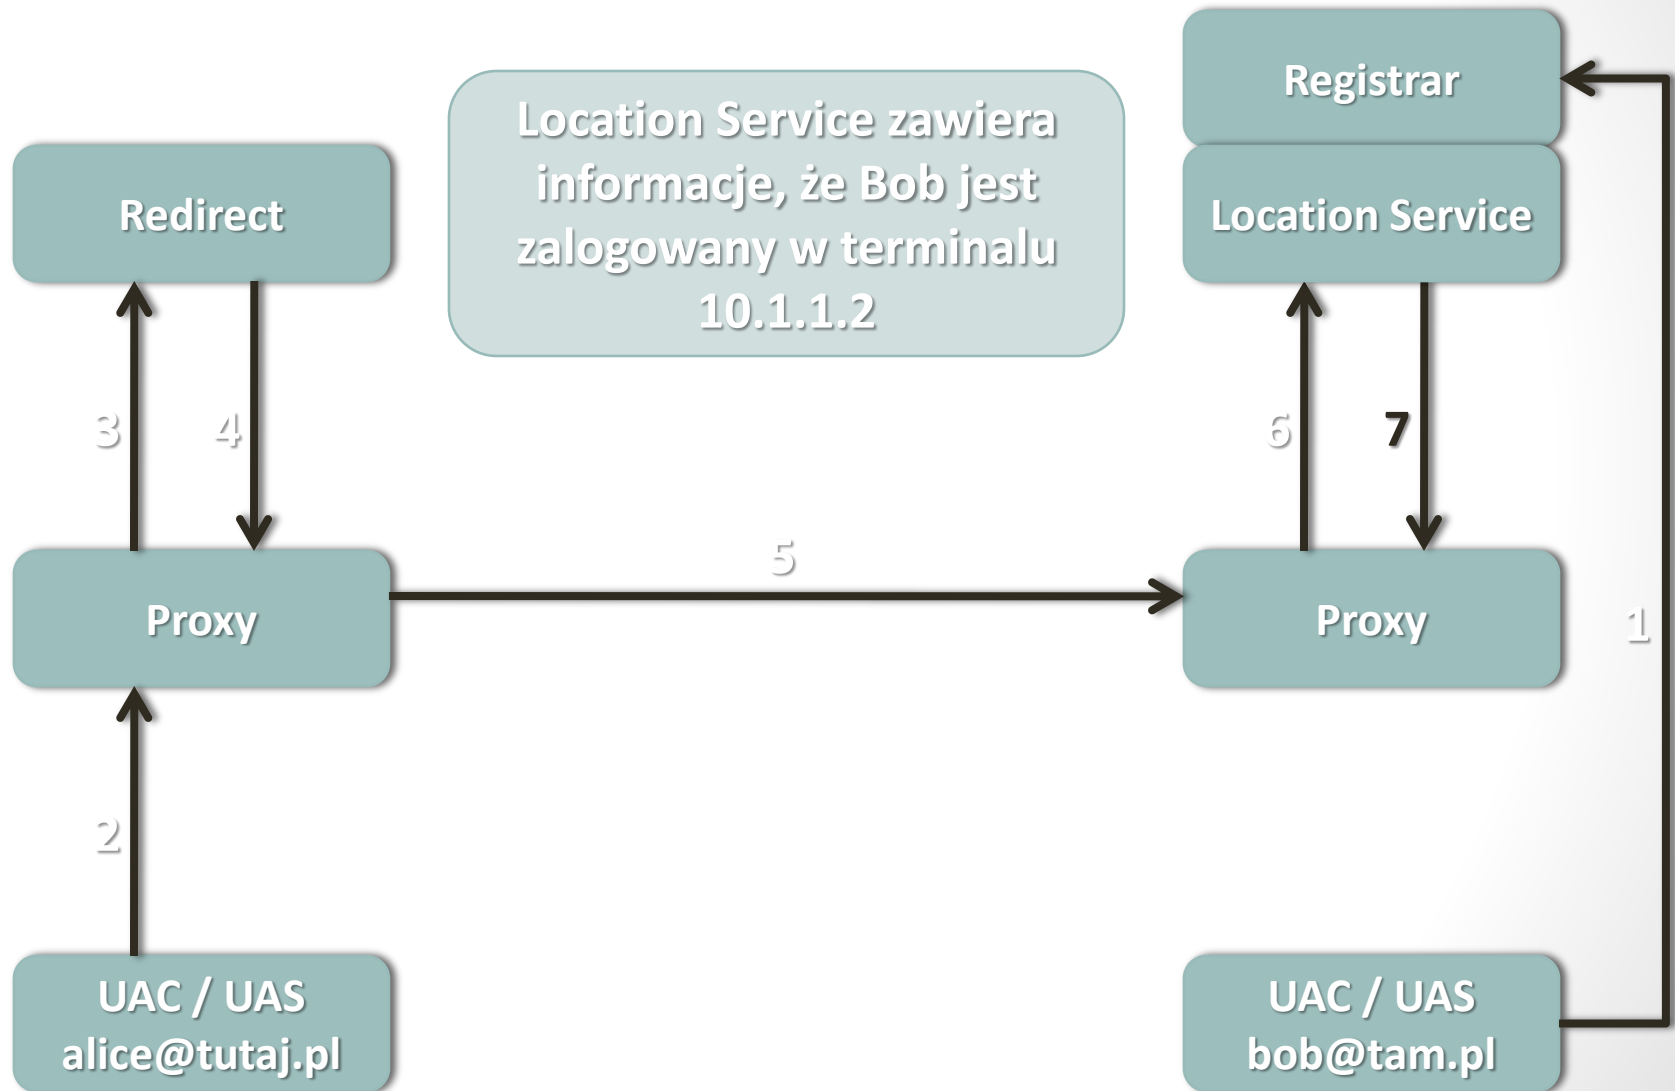 Registrar
Location Service zawiera
informacje, że Bob jest
zalogowany w terminalu
10.1.1.2
Redirect
Location Service
3
4
6
7
5
Proxy
Proxy
1
2
UAC / UAS
alice@tutaj.pl
UAC / UAS
bob@tam.pl